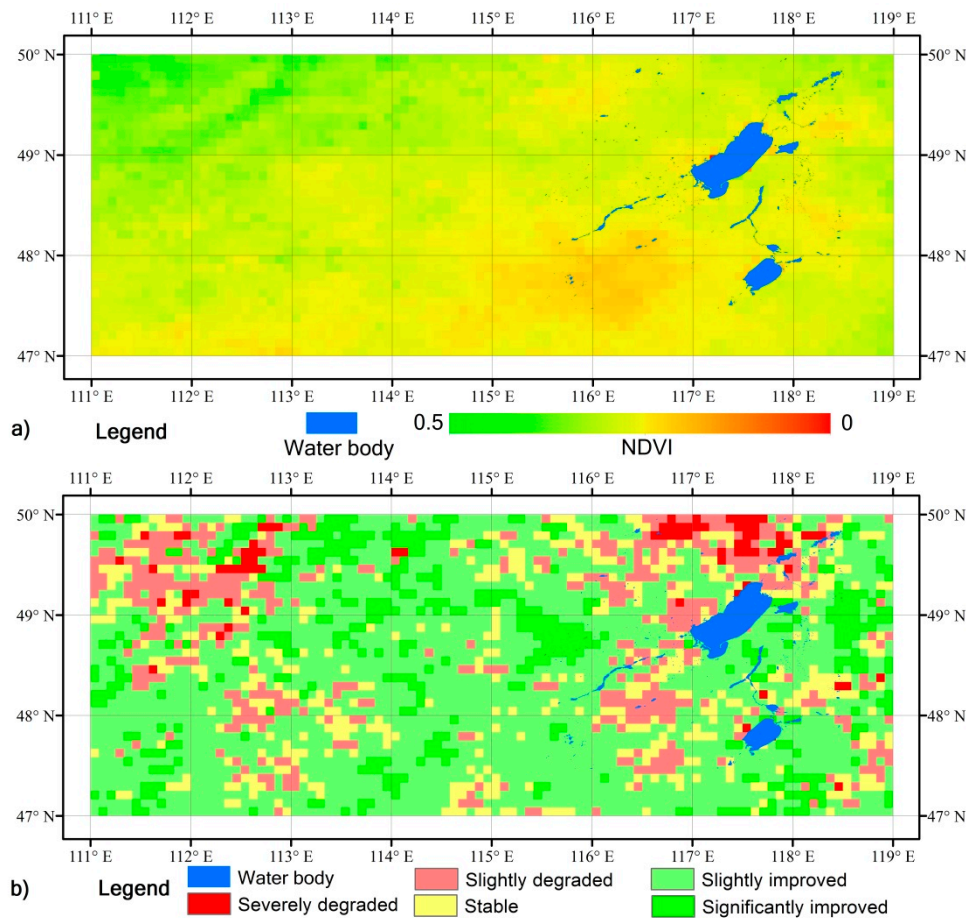 111° E 112° E 113° E 114° E 115° E 116° E 117° E 118° E 119° E
50° N 50° N
49° N 49° N
48° N 48° N
47° N 47° N
111° E 112° E 113° E 114° E 115° E 116° E 117° E 118° E 119° E
a) Legend Water body 0.5 NDVI 0
111° E 112° E 113° E 114° E 115° E 116° E 117° E 118° E 119° E
50° N 50° N
49° N 49° N
48° N 48° N
47° N 47° N
111° E 112° E 113° E 114° E 115° E 116° E 117° E 118° E 119° E
b) Legend Water body Slightly degraded Slightly improved
Severely degraded Stable Significantly improved